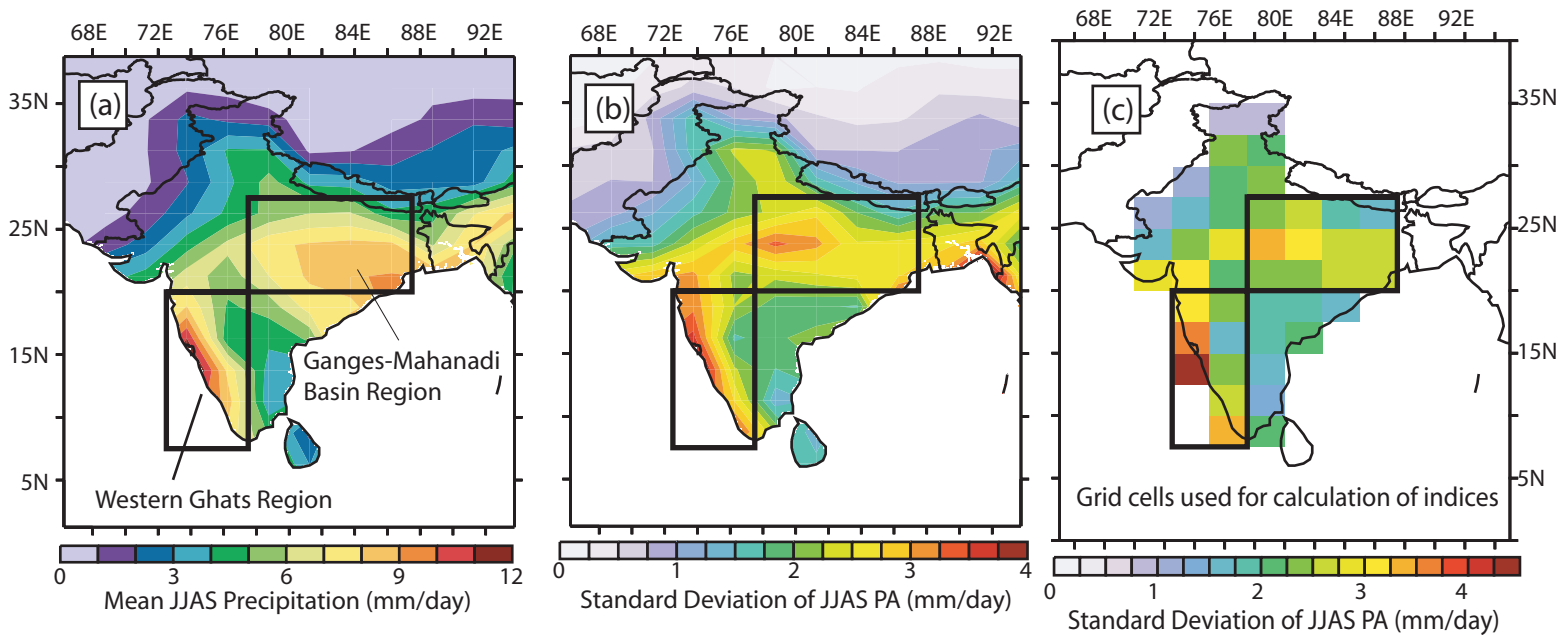 68E 72E 76E 80E 84E 88E 92E
(a)
35N
25N
15N
5N
Ganges-Mahanadi
Basin Region
Western Ghats Region
0 3 6 9 12
Mean JJAS Precipitation (mm/day)
68E 72E 76E 80E 84E 88E 92E
(b)
0 1 2 3 4
Standard Deviation of JJAS PA (mm/day)
68E 72E 76E 80E 84E 88E 92E
(c)
35N
25N
15N
5N
Grid cells used for calculation of indices
0 1 2 3 4
Standard Deviation of JJAS PA (mm/day)